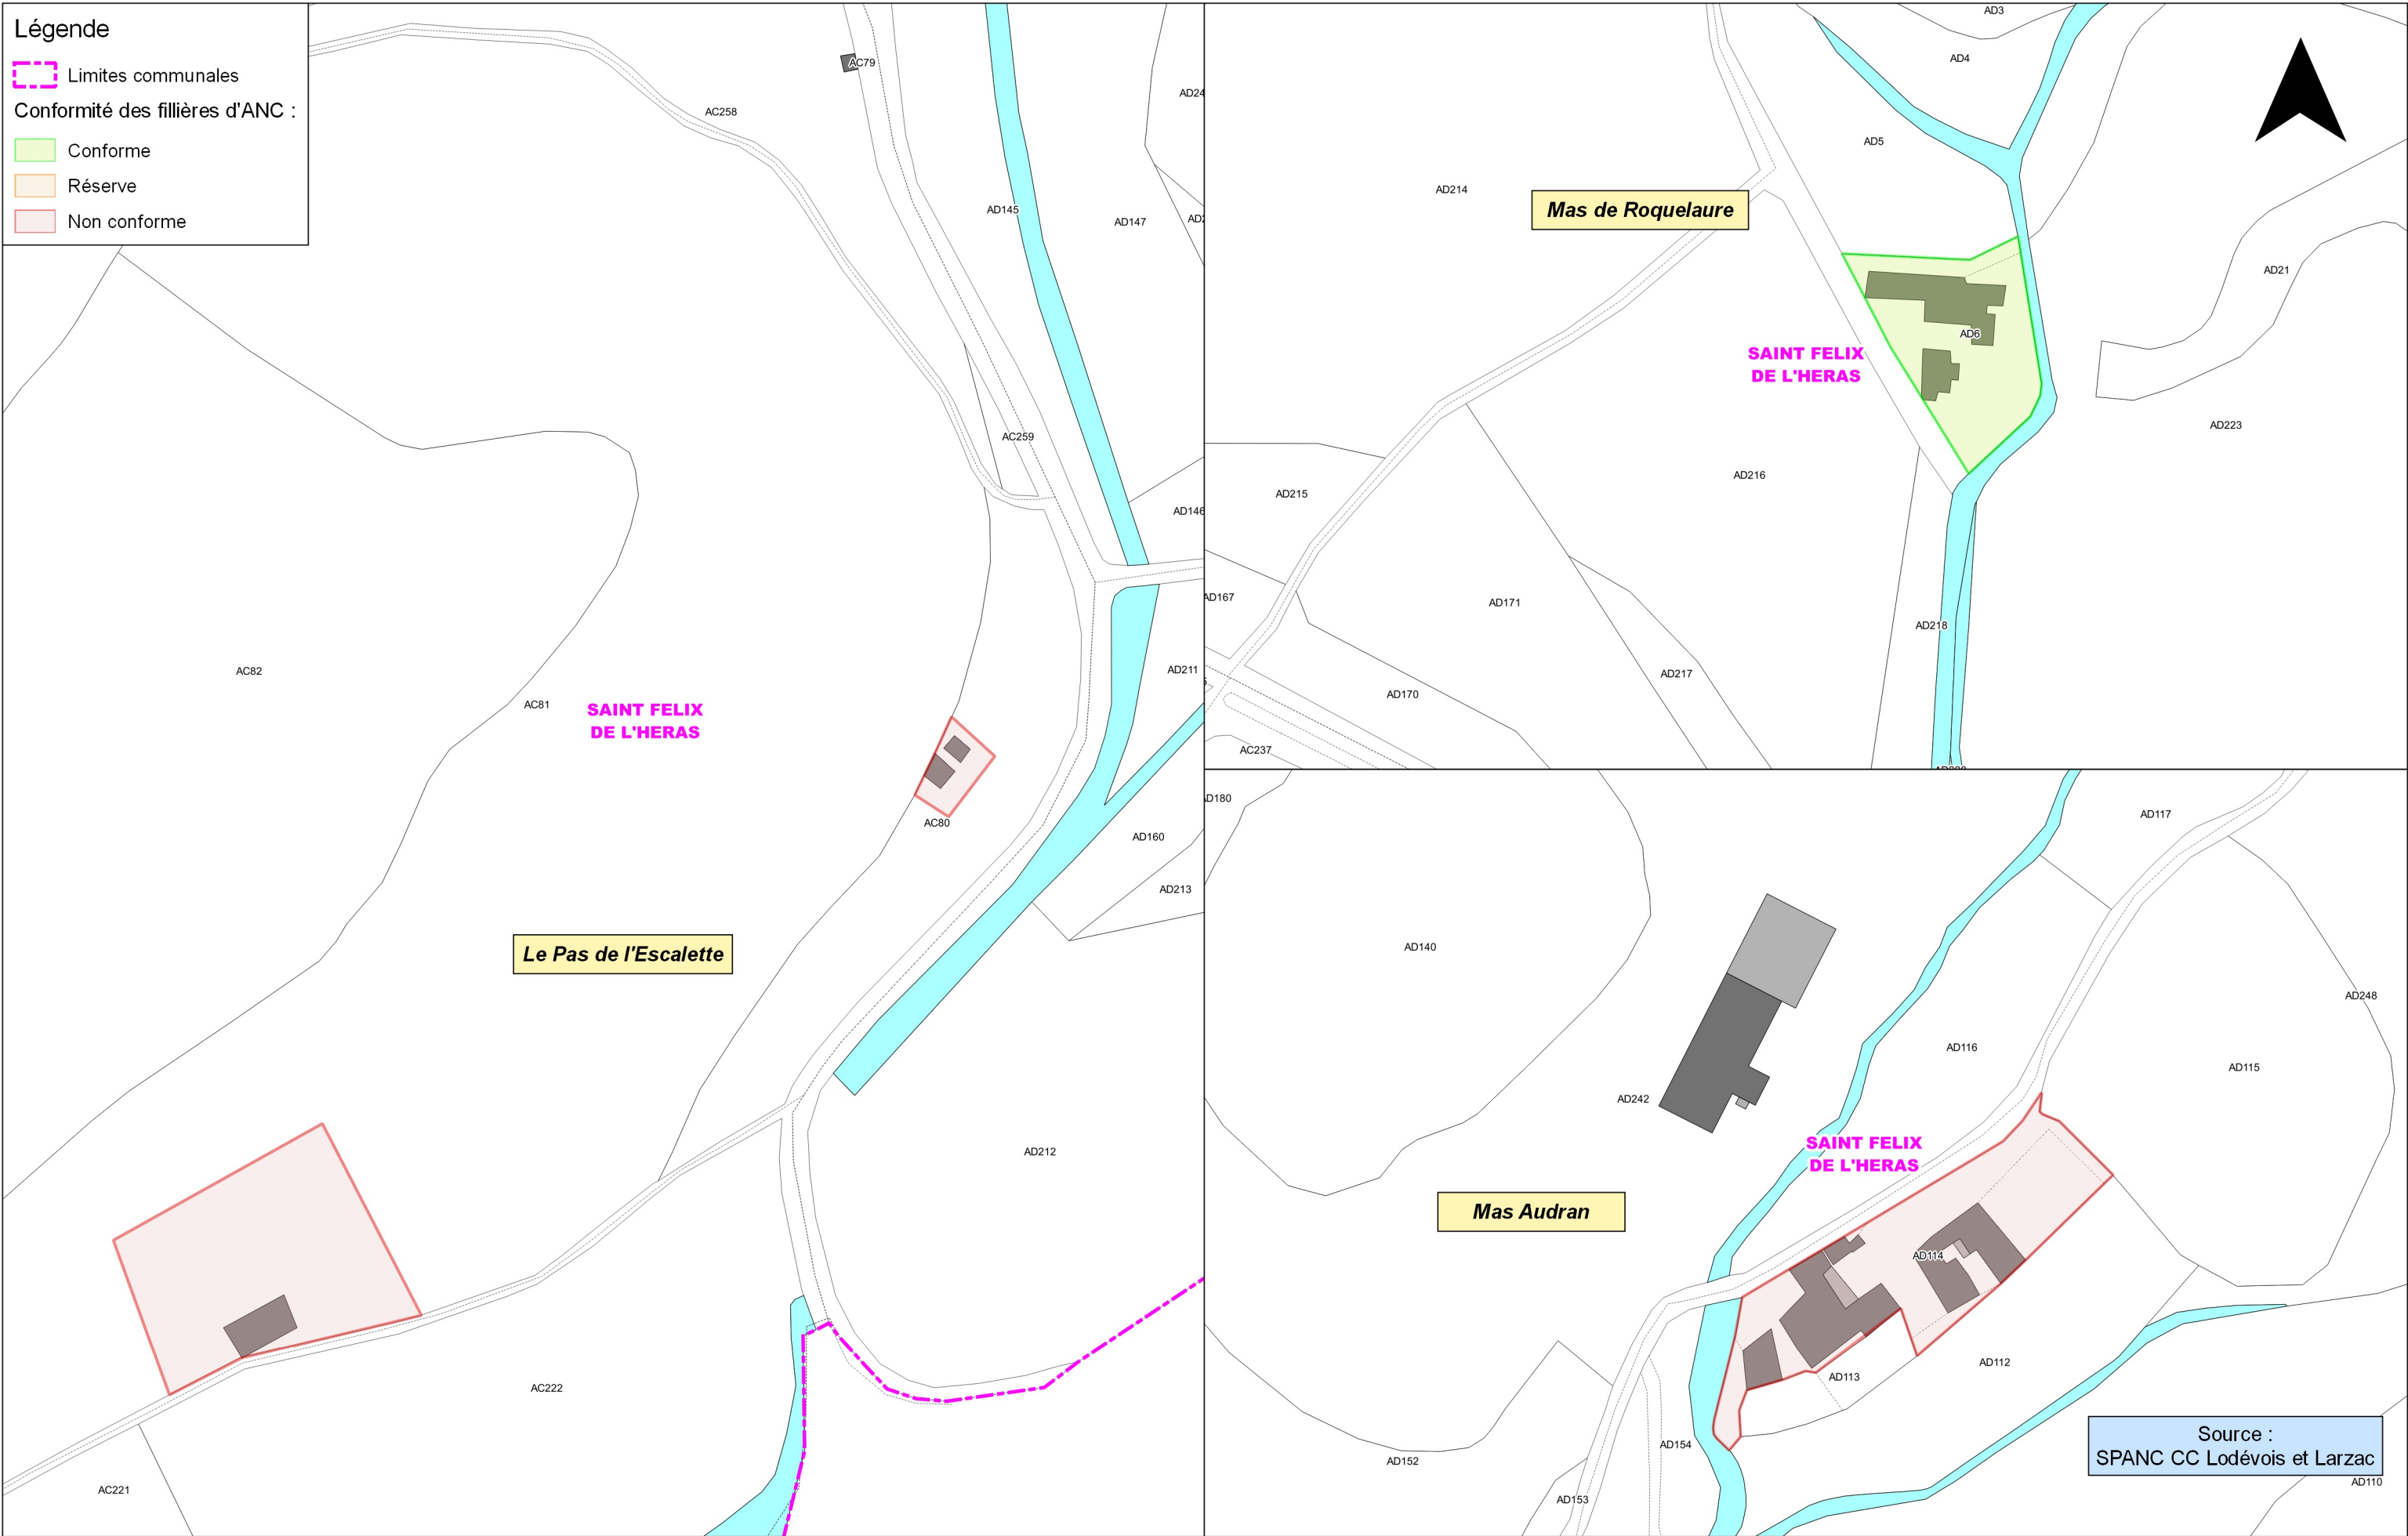 Légende
Limites communales
Conformité des fillières d'ANC :
Conforme
Réserve
Non conforme
AC79
AC258
AD24
AD145
AD147
AD2
AC259
AD146
AC82
AC81
SAINT FELIX
DE L'HERAS
AD211
AC80
AD160
AD213
Le Pas de l'Escalette
AD212
AC222
AC221
AD3
AD4
AD5
AD214
Mas de Roquelaure
AD21
AD6
SAINT FELIX
DE L'HERAS
AD223
AD216
AD215
AD167
AD171
AD218
AD217
AD170
AC237
AD180
AD117
AD140
AD248
AD116
AD115
AD242
SAINT FELIX
DE L'HERAS
Mas Audran
AD114
AD112
AD113
AD154
AD152
AD153
Source :
SPANC CC Lodévois et Larzac
AD110